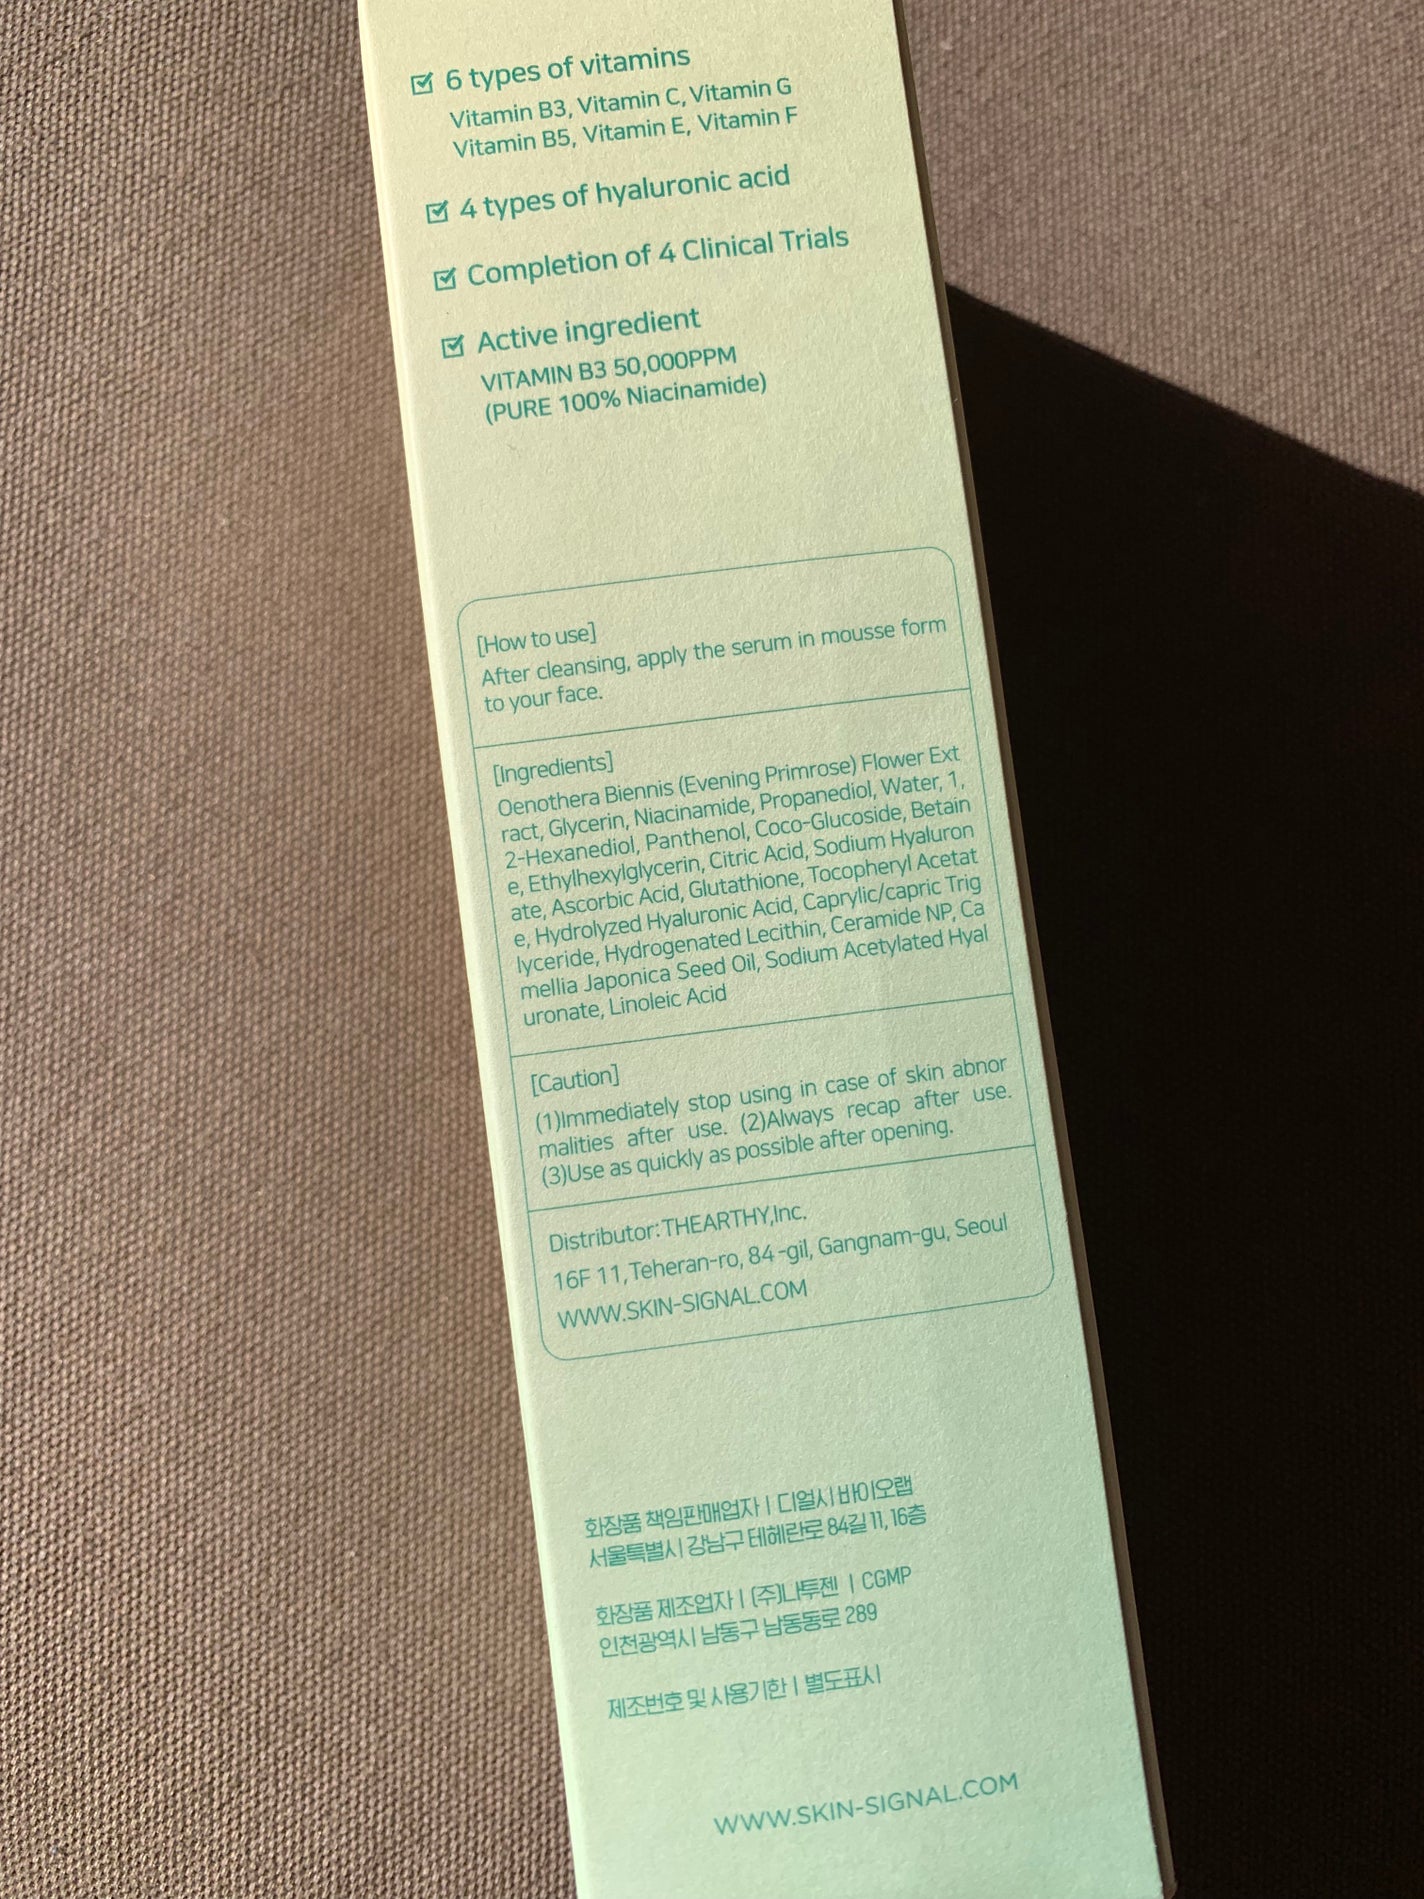 6 types of vitamins
Vitamin B3, Vitamin C, Vitamin G
Vitamin B5, Vitamin E, Vitamin F
4 types of hyaluronic acid
Completion of 4 Clinical Trials
Active ingredient
VITAMIN B3 50,000PPM
(PURE 100% Niacinamide)
[How to use]
After cleansing, apply the serum in mousse form
to your face.
[Ingredients]
Oenothera Biennis (Evening Primrose) Flower Ext
ract, Glycerin, Niacinamide, Propanediol, Water, 1,
2-Hexanediol, Panthenol, Coco-Glucoside, Betain
e, Ethylhexylglycerin, Citric Acid, Sodium Hyaluron
ate, Ascorbic Acid, Glutathione, Tocopheryl Acetat
e, Hydrolyzed Hyaluronic Acid, Caprylic/capric Trig
lyceride, Hydrogenated Lecithin, Ceramide NP, Ca
mellia Japonica Seed Oil, Sodium Acetylated Hyal
uronate, Linoleic Acid
[Caution]
(1)Immediately stop using in case of skin abnor
malities after use. (2)Always recap after use.
(3)Use as quickly as possible after opening.
Distributor:THEARTHY,Inc.
16F 11,Teheran-ro, 84-gil, Gangnam-gu, Seoul
WWW.SKIN-SIGNAL.COM
화장품 책임판매업자 | 디얼시 바이오랩
서울특별시 강남구 테헤란로 84길 11, 16층
화장품 제조업자 | (주)나투젠 | CGMP
인천광역시 남동구 남동동로 289
제조번호 및 사용기한 | 별도표시
WWW.SKIN-SIGNAL.COM